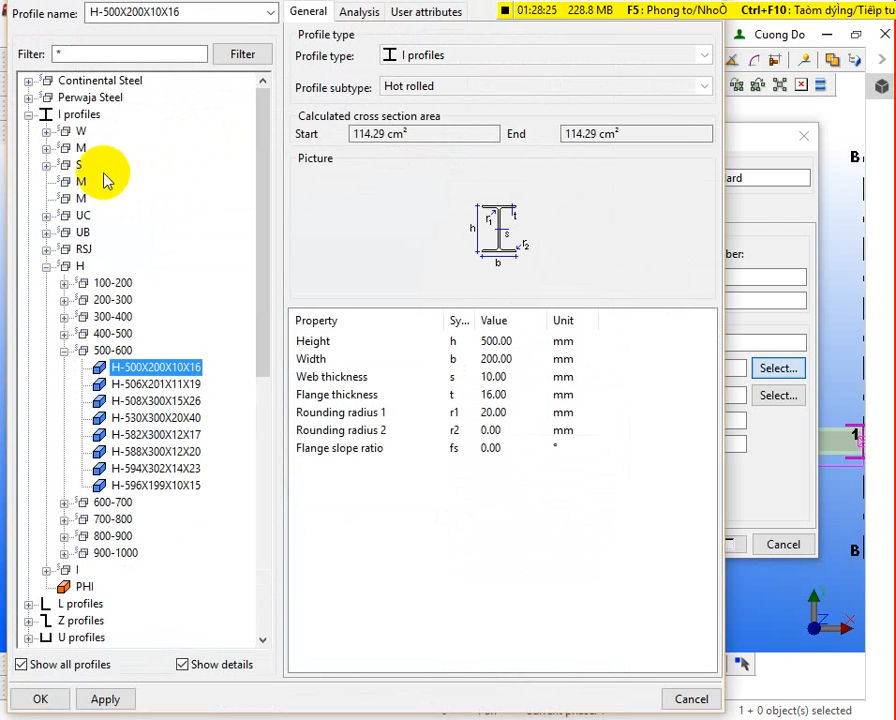 Profile name: H-500X200X10X16
General Analysis User attributes
01:28:25 228.8 MB F5: Phong to/NhoÒ Ctrl+F10: Taòm dýlng/Tiêìp tu
Filter: * Filter
Cuong Do
Profile type
Profile type: I profiles
Profile subtype: Hot rolled
Calculated cross section area
Start 114.29 cm² End 114.29 cm²
Picture
h
r1
t
s
r2
b
Continental Steel
Perwaja Steel
I profiles
W
M
S
M
M
UC
UB
RSJ
H
100-200
200-300
300-400
400-500
500-600
H-500X200X10X16
H-506X201X11X19
H-508X300X15X26
H-530X300X20X40
H-582X300X12X17
H-588X300X12X20
H-594X302X14X23
H-596X199X10X15
600-700
700-800
800-900
900-1000
I
PHI
L profiles
Z profiles
U profiles
Property Sy... Value Unit
Height h 500.00 mm
Width b 200.00 mm
Web thickness s 10.00 mm
Flange thickness t 16.00 mm
Rounding radius 1 r1 20.00 mm
Rounding radius 2 r2 0.00 mm
Flange slope ratio fs 0.00 °
Show all profiles Show details
OK Apply Cancel
dard
ber:
Select...
Select...
Cancel
B
1
B
Z
X
1 + 0 object(s) selected